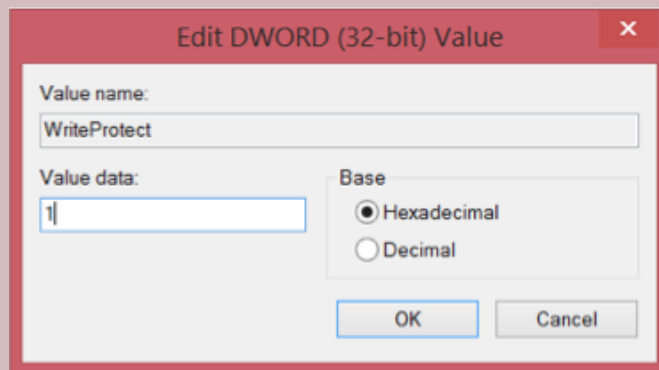 Edit DWORD (32-bit) Value
Value name:
WriteProtect
Value data:
1
Base
Hexadecimal
Decimal
OK
Cancel